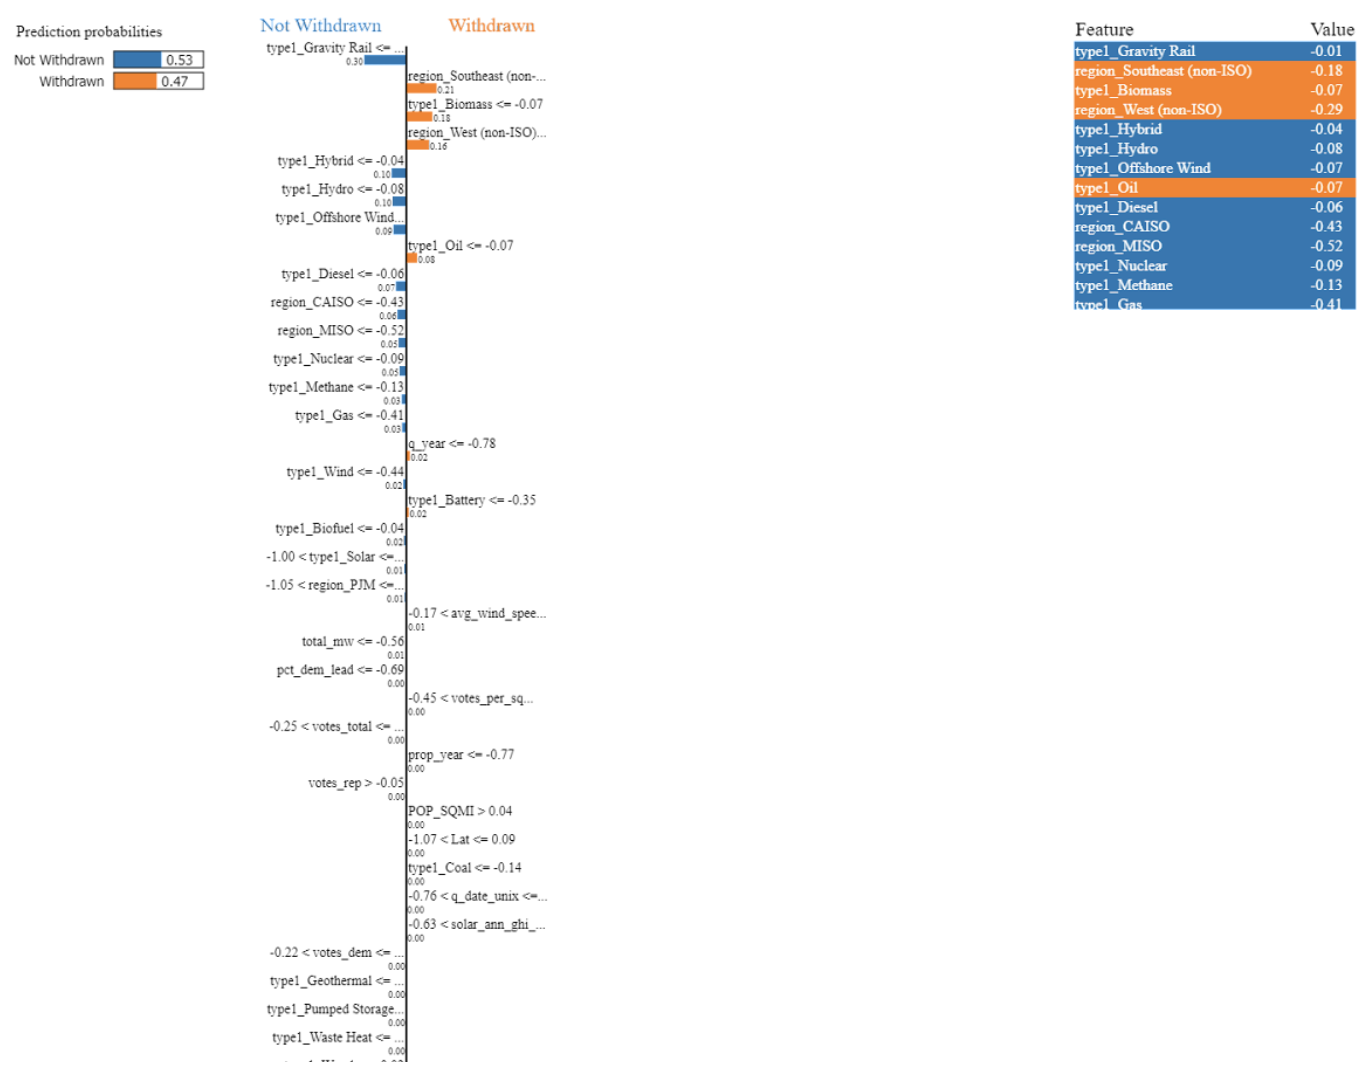 Prediction probabilities
Not Withdrawn 0.53
Withdrawn 0.47
Not Withdrawn Withdrawn
type1_Gravity Rail <= ...
0.30
region_Southeast (non-...
0.21
type1_Biomass <= -0.07
0.18
region_West (non-ISO)...
0.16
type1_Hybrid <= -0.04
0.10
type1_Hydro <= -0.08
0.10
type1_Offshore Wind...
0.09
type1_Oil <= -0.07
0.08
type1_Diesel <= -0.06
0.07
region_CAISO <= -0.43
0.06
region_MISO <= -0.52
0.05
type1_Nuclear <= -0.09
0.05
type1_Methane <= -0.13
0.03
type1_Gas <= -0.41
0.03
q_year <= -0.78
0.02
type1_Wind <= -0.44
0.02
type1_Battery <= -0.35
0.02
type1_Biofuel <= -0.04
0.02
-1.00 < type1_Solar <=...
0.01
-1.05 < region_PJM <=...
0.01
-0.17 < avg_wind_spee...
0.01
total_mw <= -0.56
0.01
pct_dem_lead <= -0.69
0.00
-0.45 < votes_per_sq...
0.00
-0.25 < votes_total <= ...
0.00
prop_year <= -0.77
0.00
votes_rep > -0.05
0.00
POP_SQMI > 0.04
0.00
-1.07 < Lat <= 0.09
0.00
type1_Coal <= -0.14
0.00
-0.76 < q_date_unix <=...
0.00
-0.63 < solar_ann_ghi_...
0.00
-0.22 < votes_dem <= ...
0.00
type1_Geothermal <= ...
0.00
type1_Pumped Storage...
0.00
type1_Waste Heat <= ...
0.00
Feature Value
type1_Gravity Rail -0.01
region_Southeast (non-ISO) -0.18
type1_Biomass -0.07
region_West (non-ISO) -0.29
type1_Hybrid -0.04
type1_Hydro -0.08
type1_Offshore Wind -0.07
type1_Oil -0.07
type1_Diesel -0.06
region_CAISO -0.43
region_MISO -0.52
type1_Nuclear -0.09
type1_Methane -0.13
type1_Gas -0.41